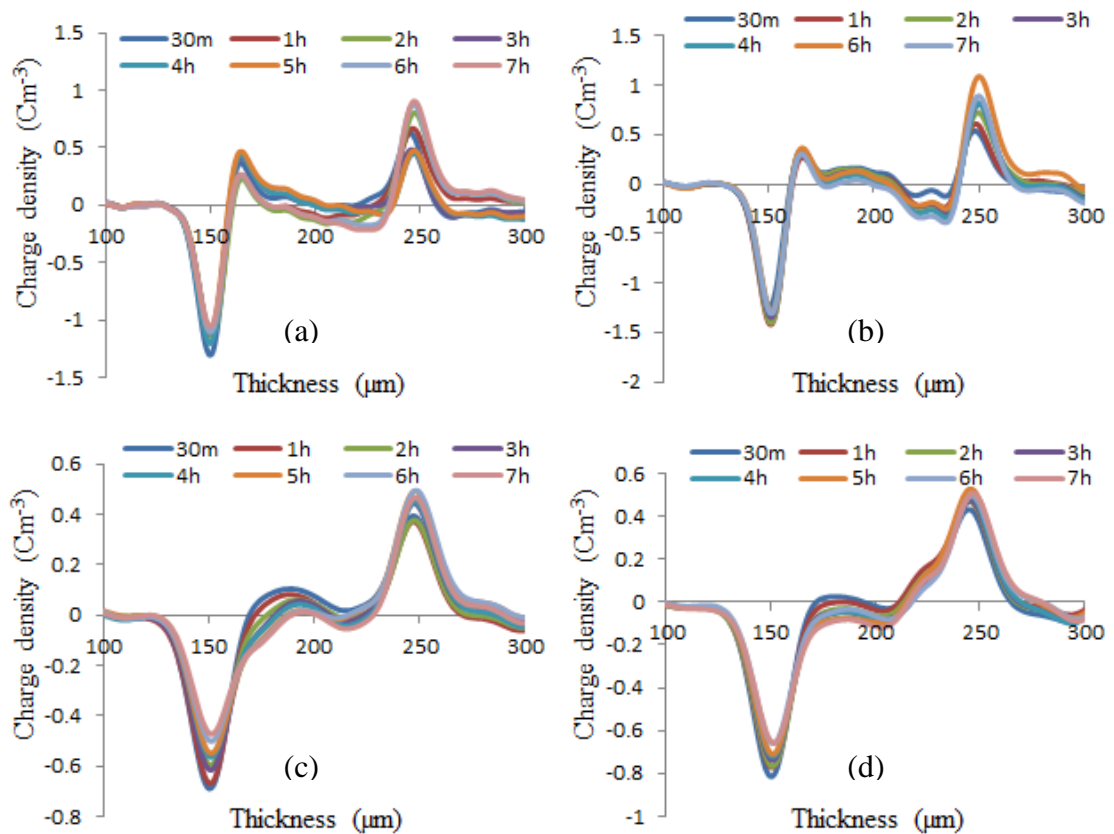 30m 1h 2h 3h
4h 5h 6h 7h
1.5
1
0.5
0
-0.5
-1
-1.5
100 150 200 250 300
Charge density (Cm-3)
Thickness (μm)
(a)
30m 1h 2h 3h
4h 6h 7h
1.5
1
0.5
0
-0.5
-1
-1.5
-2
100 150 200 250 300
Charge density (Cm-3)
Thickness (μm)
(b)
30m 1h 2h 3h
4h 5h 6h 7h
0.6
0.4
0.2
0
-0.2
-0.4
-0.6
-0.8
100 150 200 250 300
Charge density (Cm-3)
Thickness (μm)
(c)
30m 1h 2h 3h
4h 5h 6h 7h
0.6
0.4
0.2
0
-0.2
-0.4
-0.6
-0.8
-1
100 150 200 250 300
Charge density (Cm-3)
Thickness (μm)
(d)